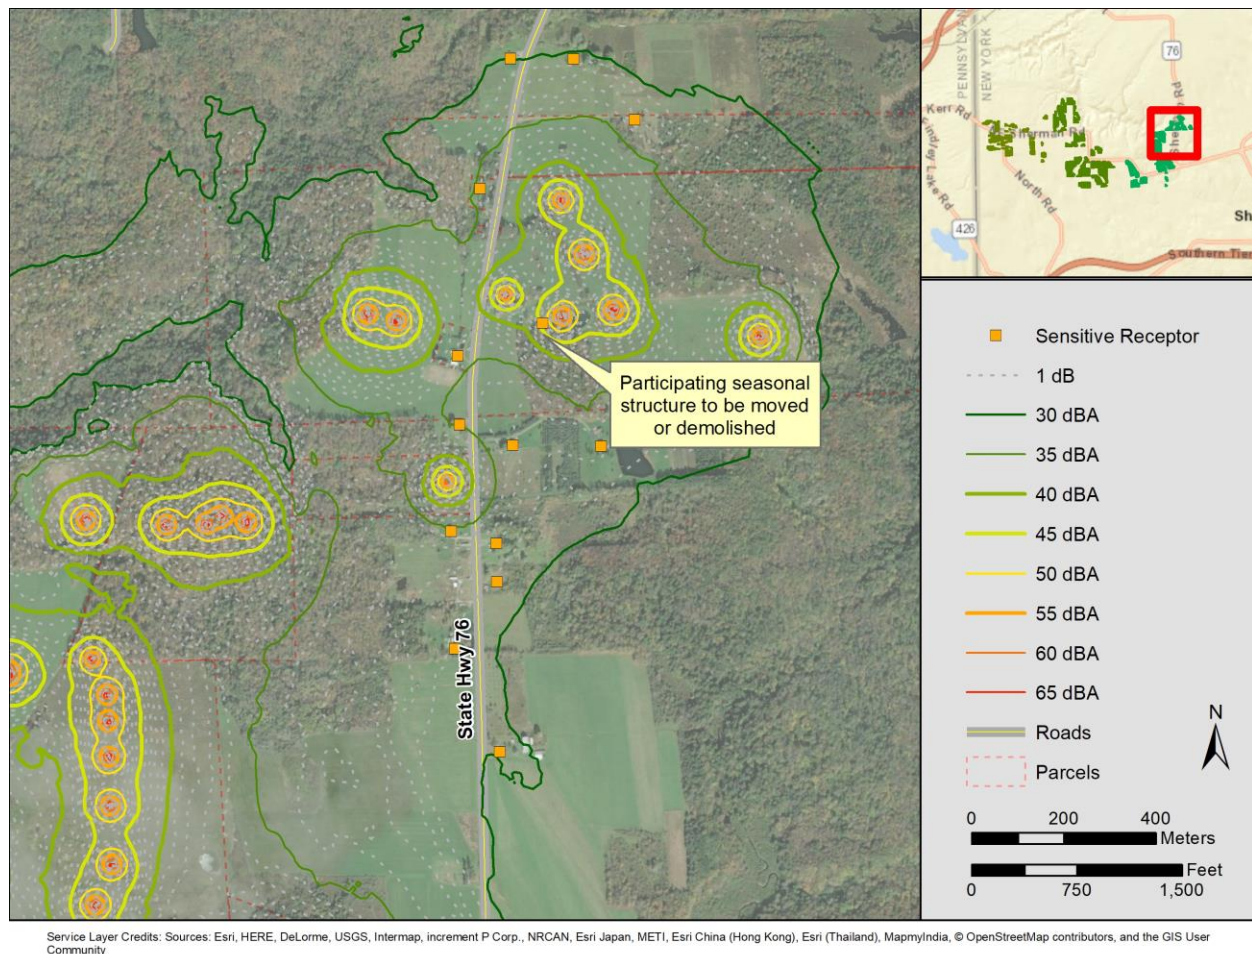 Participating seasonal
structure to be moved
or demolished
State Hwy 76
PENNSYLVAN
NEW YORK
76
Kerr Rd
Sherman Rd
North Rd
426
Sh
Southern Tier
Sensitive Receptor
1 dB
30 dBA
35 dBA
40 dBA
45 dBA
50 dBA
55 dBA
60 dBA
65 dBA
Roads
Parcels
N
0 200 400
Meters
Feet
0 750 1,500
Service Layer Credits: Sources: Esri, HERE, DeLorme, USGS, Intermap, increment P Corp., NRCAN, Esri Japan, METI, Esri China (Hong Kong), Esri (Thailand), MapmyIndia, © OpenStreetMap contributors, and the GIS User
Community